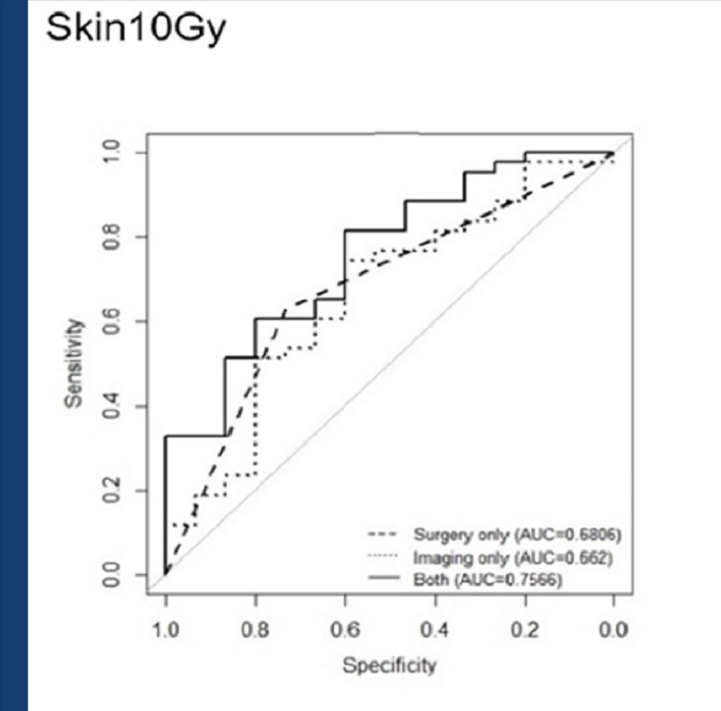 Skin10Gy
1.0
0.8
0.6
0.4
0.2
0.0
Sensitivity
Surgery only (AUC=0.6806)
Imaging only (AUC=0.662)
Both (AUC=0.7566)
1.0 0.8 0.6 0.4 0.2 0.0
Specificity